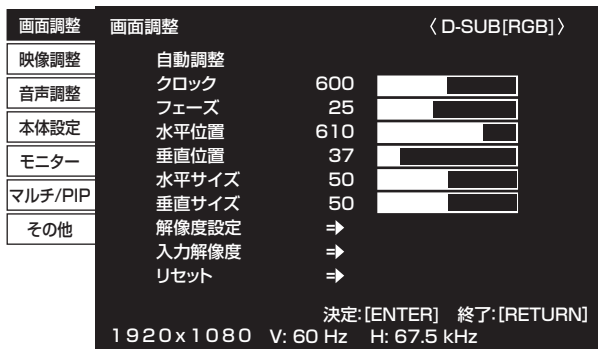 画面調整
映像調整
音声調整
本体設定
モニター
マルチ/PIP
その他
画面調整 〈 D-SUB[RGB]〉
自動調整
クロック 600
フェーズ 25
水平位置 610
垂直位置 37
水平サイズ 50
垂直サイズ 50
解像度設定 ⇒
入力解像度 ⇒
リセット ⇒
決定:[ENTER] 終了:[RETURN]
1920x1080 V: 60 Hz H: 67.5 kHz